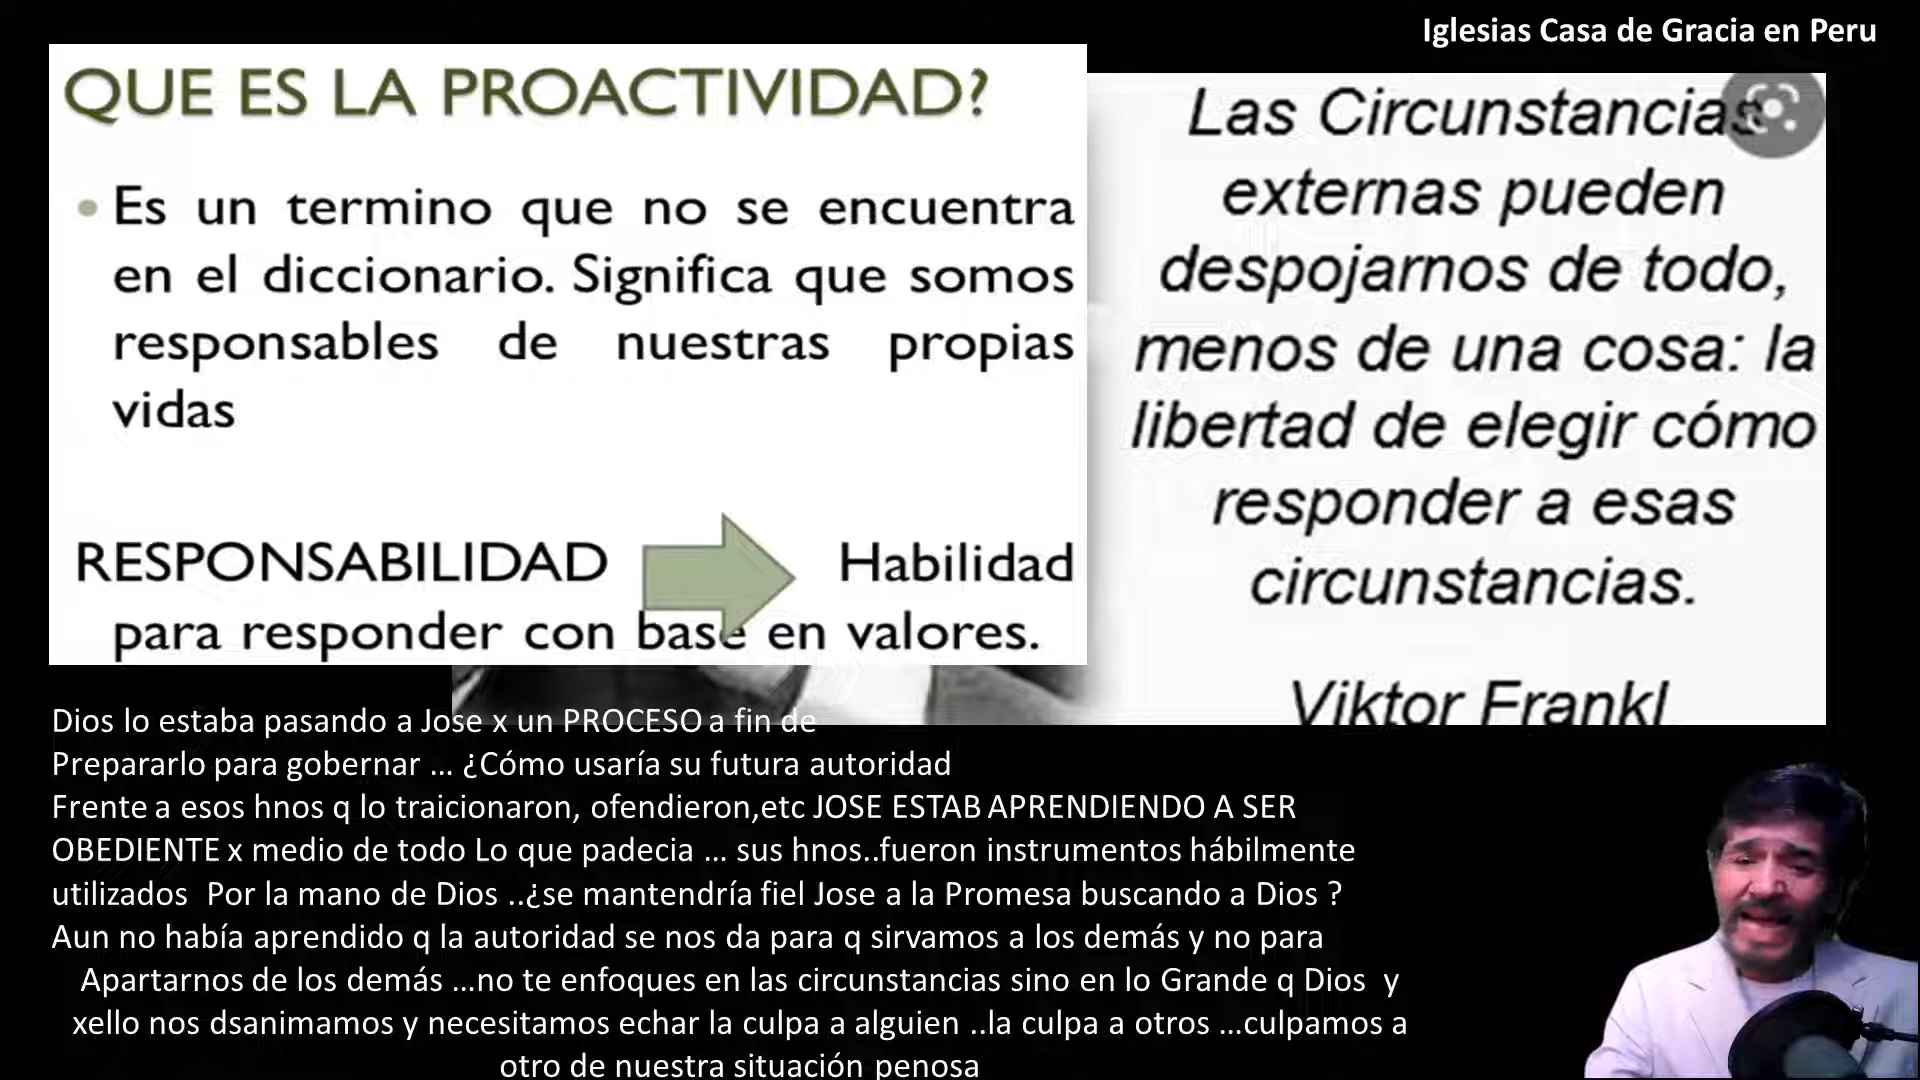 Iglesias Casa de Gracia en Peru
QUE ES LA PROACTIVIDAD?
Es un termino que no se encuentra
en el diccionario. Significa que somos
responsables de nuestras propias
vidas
RESPONSABILIDAD Habilidad
para responder con base en valores.
Las Circunstancias
externas pueden
despojarnos de todo,
menos de una cosa: la
libertad de elegir cómo
responder a esas
circunstancias.
Viktor Frankl
Dios lo estaba pasando a Jose x un PROCESO a fin de
Prepararlo para gobernar ... ¿Cómo usaría su futura autoridad
Frente a esos hnos q lo traicionaron, ofendieron,etc JOSE ESTAB APRENDIENDO A SER
OBEDIENTE x medio de todo Lo que padecia ... sus hnos..fueron instrumentos hábilmente
utilizados Por la mano de Dios ..¿se mantendría fiel Jose a la Promesa buscando a Dios ?
Aun no había aprendido q la autoridad se nos da para q sirvamos a los demás y no para
Apartarnos de los demás ...no te enfoques en las circunstancias sino en lo Grande q Dios y
xello nos dsanimamos y necesitamos echar la culpa a alguien ..la culpa a otros ...culpamos a
otro de nuestra situación penosa